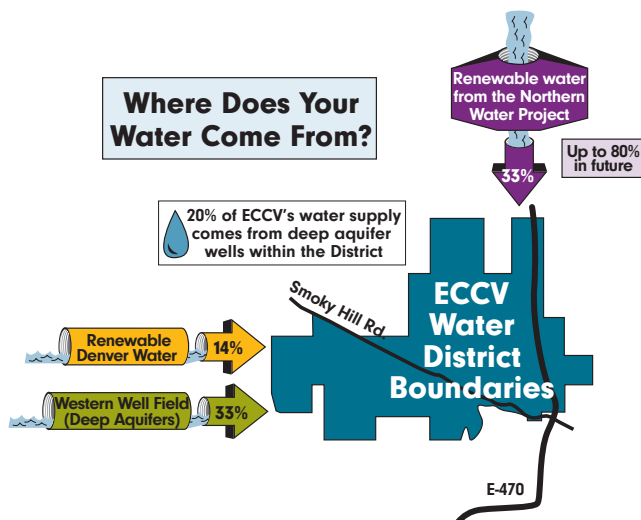 Where Does Your
Water Come From?
Renewable water
from the Northern
Water Project
33%
Up to 80%
in future
20% of ECCV's water supply
comes from deep aquifer
wells within the District
Smoky Hill Rd.
ECCV
Water
District
Boundaries
Renewable
Denver Water
14%
Western Well Field
(Deep Aquifers)
33%
E-470